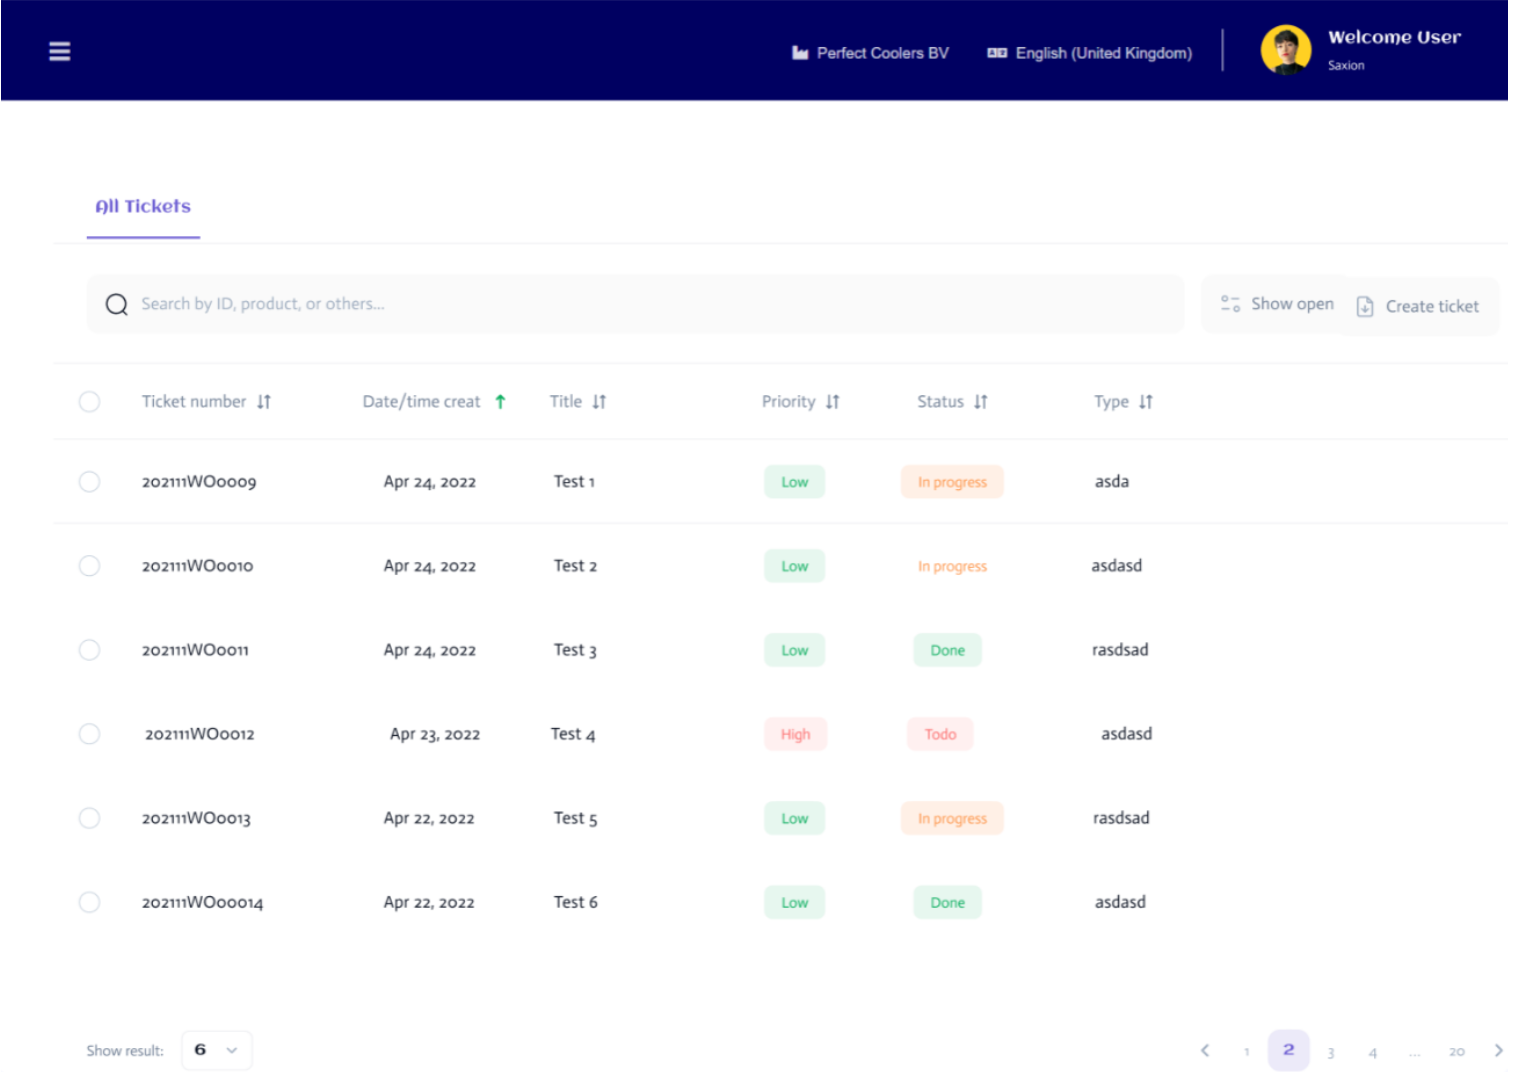 Perfect Coolers BV English (United Kingdom) Welcome User
Saxion
All Tickets
Search by ID, product, or others... Show open Create ticket
Ticket number Date/time creat Title Priority Status Type
202111WO0009 Apr 24, 2022 Test 1 Low In progress asda
202111WO0010 Apr 24, 2022 Test 2 Low In progress asdasd
202111WO0011 Apr 24, 2022 Test 3 Low Done rasdsad
202111WO0012 Apr 23, 2022 Test 4 High Todo asdasd
202111WO0013 Apr 22, 2022 Test 5 Low In progress rasdsad
202111WO00014 Apr 22, 2022 Test 6 Low Done asdasd
Show result: 6 1 2 3 4 ... 20